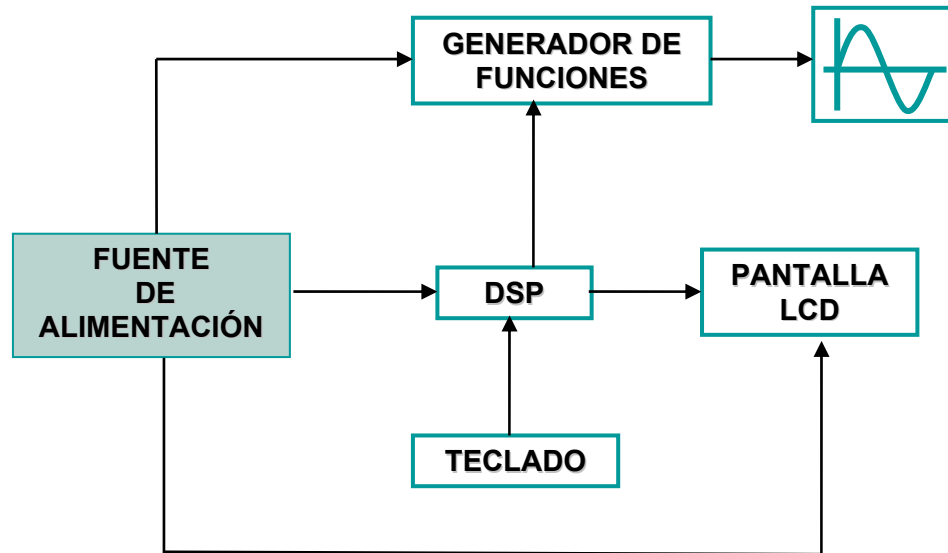 GENERADOR DE
FUNCIONES
FUENTE
DE
ALIMENTACIÓN
DSP
PANTALLA
LCD
TECLADO